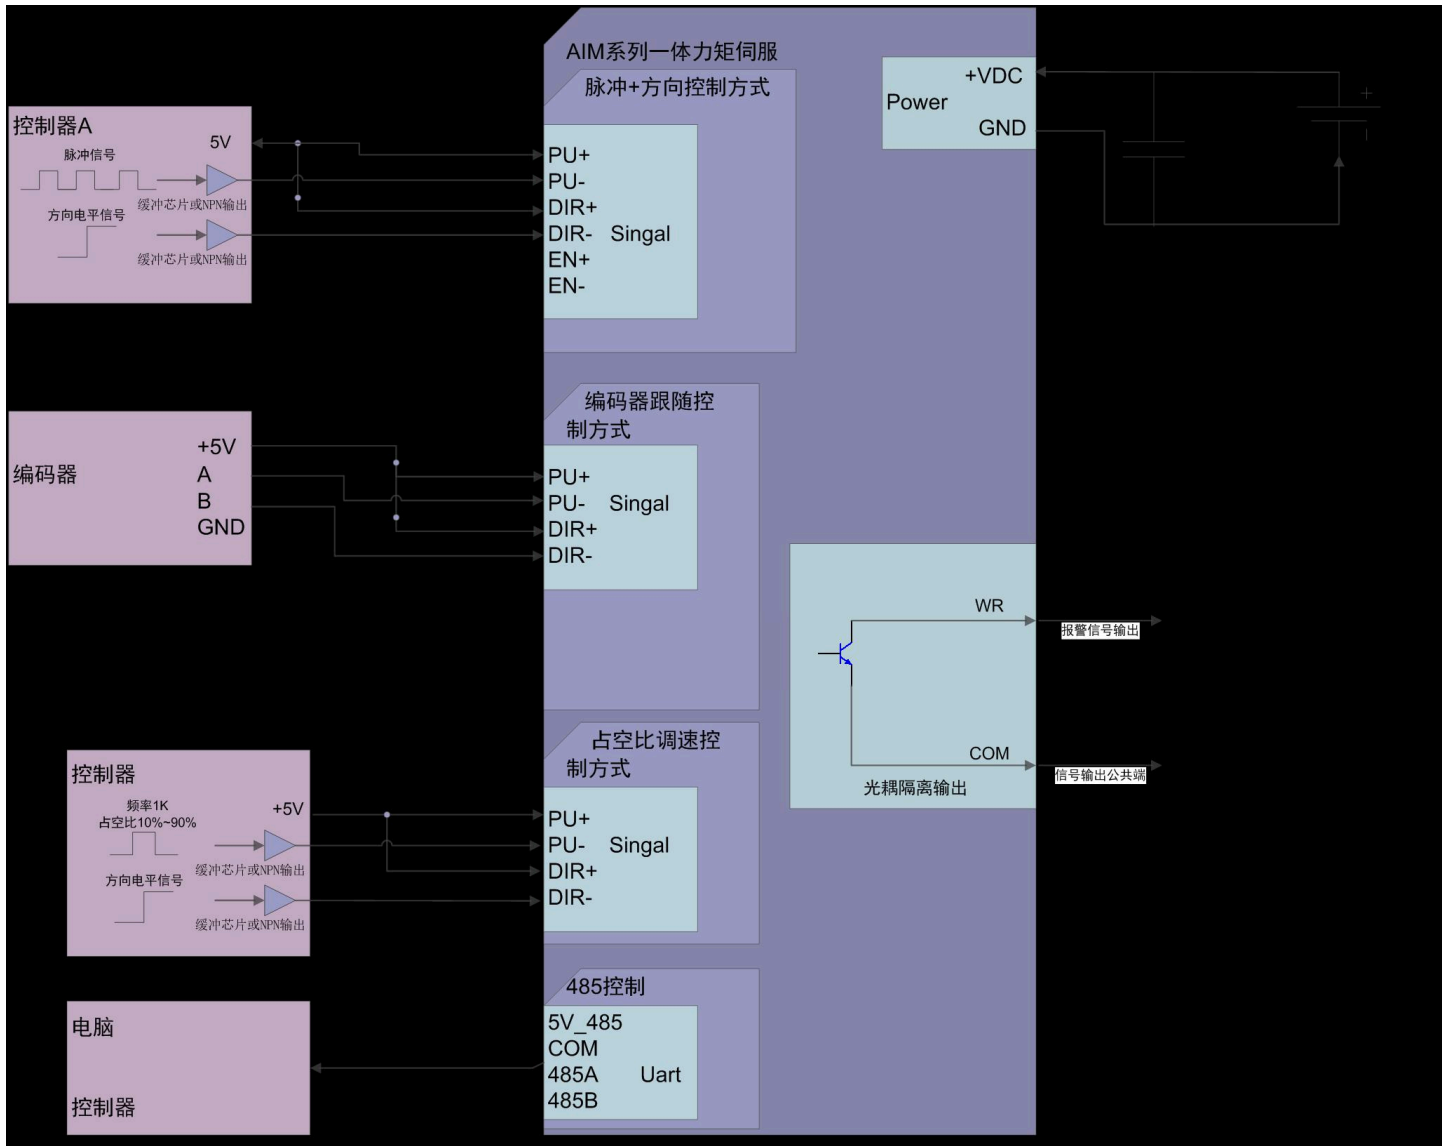 AIM系列一体力矩伺服
脉冲+方向控制方式
+VDC
Power
GND
+
控制器A
5V
脉冲信号
缓冲芯片或NPN输出
方向电平信号
缓冲芯片或NPN输出
PU+
PU-
DIR+
DIR- Singal
EN+
EN-
编码器跟随控
制方式
编码器
+5V
A
B
GND
PU+
PU- Singal
DIR+
DIR-
WR
报警信号输出
COM
信号输出公共端
光耦隔离输出
占空比调速控
制方式
控制器
频率1K
占空比10%~90%
+5V
缓冲芯片或NPN输出
方向电平信号
缓冲芯片或NPN输出
PU+
PU- Singal
DIR+
DIR-
485控制
电脑
控制器
5V_485
COM
485A Uart
485B